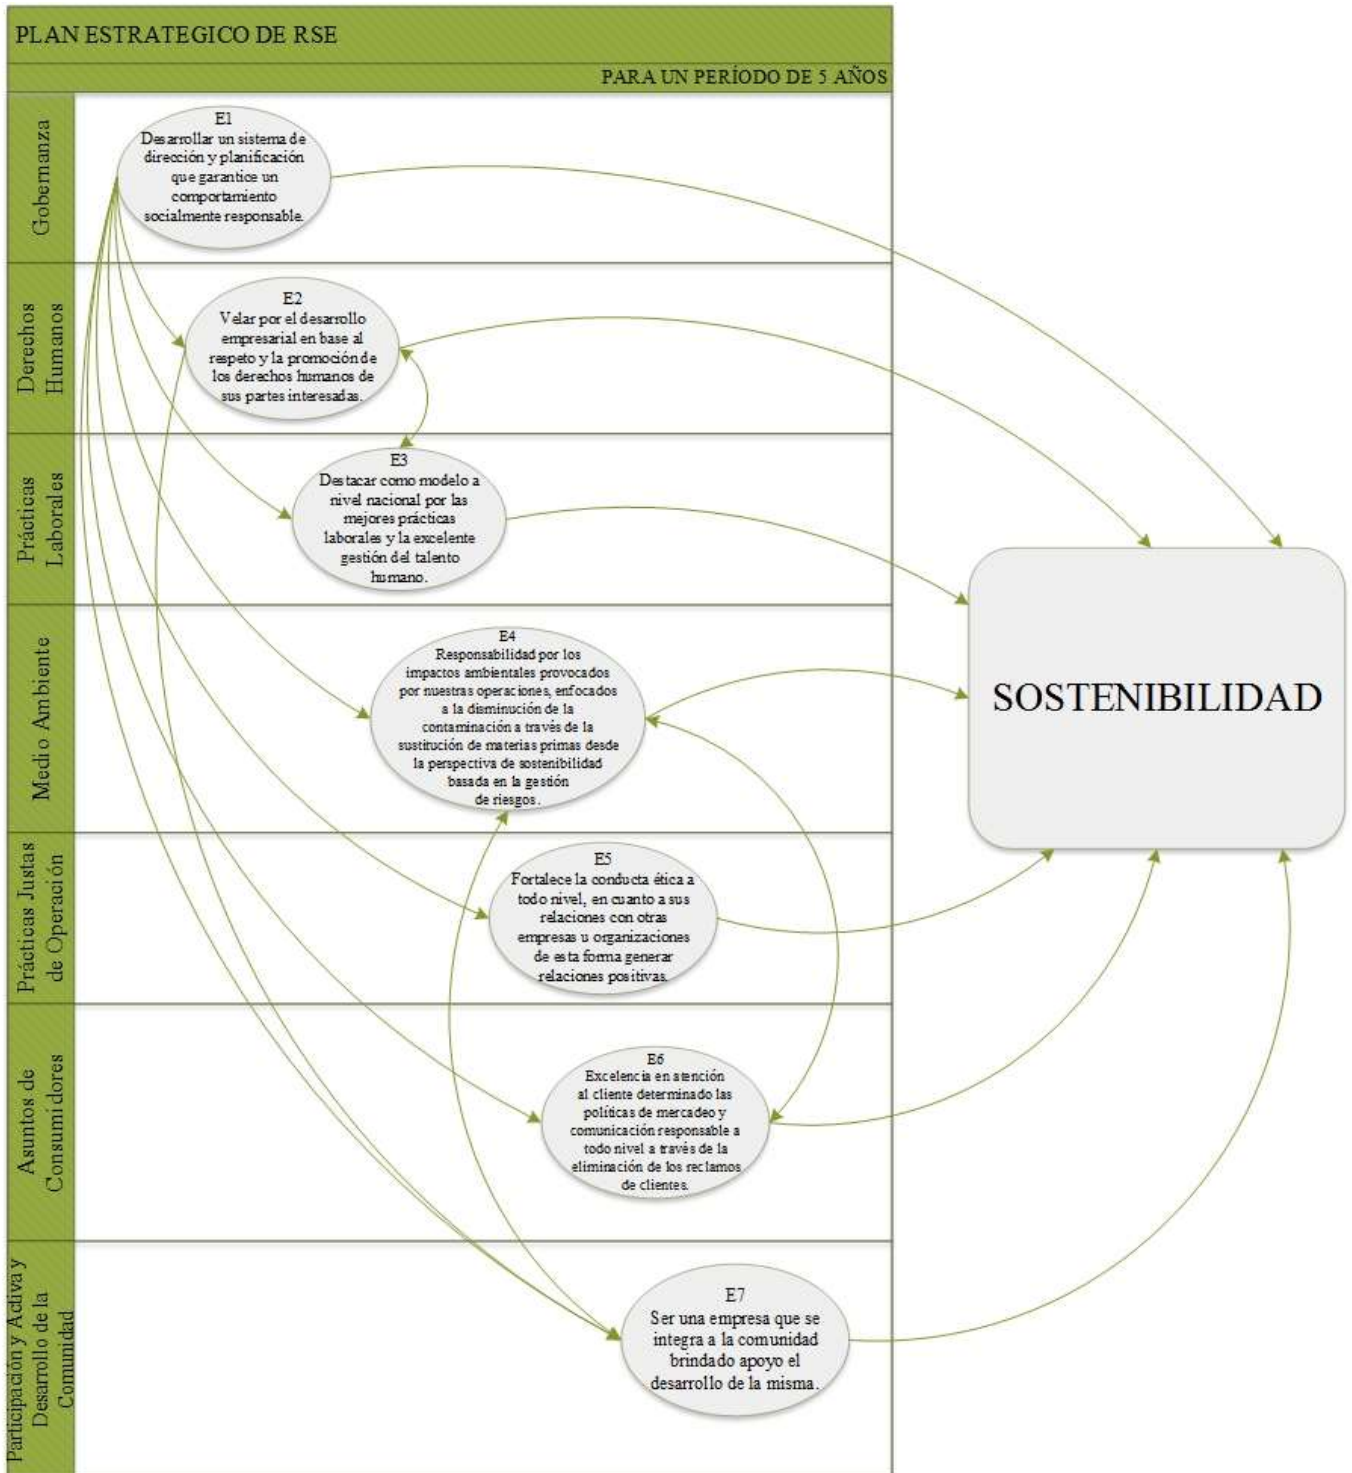 PLAN ESTRATEGICO DE RSE
PARA UN PERÍODO DE 5 AÑOS
Gobernanza
E1
Desarrollar un sistema de
dirección y planificación
que garantice un
comportamiento
socialmente responsable.
Derechos
Humanos
E2
Velar por el desarrollo
empresarial en base al
respeto y la promoción de
los derechos humanos de
sus partes interesadas.
Prácticas
Laborales
E3
Destacar como modelo a
nivel nacional por las
mejores prácticas
laborales y la excelente
gestión del talento
humano.
Medio Ambiente
E4
Responsabilidad por los
impactos ambientales provocados
por nuestras operaciones, enfocados
a la disminución de la
contaminación a través de la
sustitución de materias primas desde
la perspectiva de sostenibilidad
basada en la gestión
de riesgos.
SOSTENIBILIDAD
Prácticas Justas
de Operación
E5
Fortalece la conducta ética a
todo nivel, en cuanto a sus
relaciones con otras
empresas u organizaciones
de esta forma generar
relaciones positivas.
Asuntos de
Consumidores
E6
Excelencia en atención
al cliente determinado las
políticas de mercadeo y
comunicación responsable a
todo nivel a través de la
eliminación de los reclamos
de clientes.
Participación y Activa y
Desarrollo de la
Comunidad
E7
Ser una empresa que se
integra a la comunidad
brindado apoyo el
desarrollo de la misma.